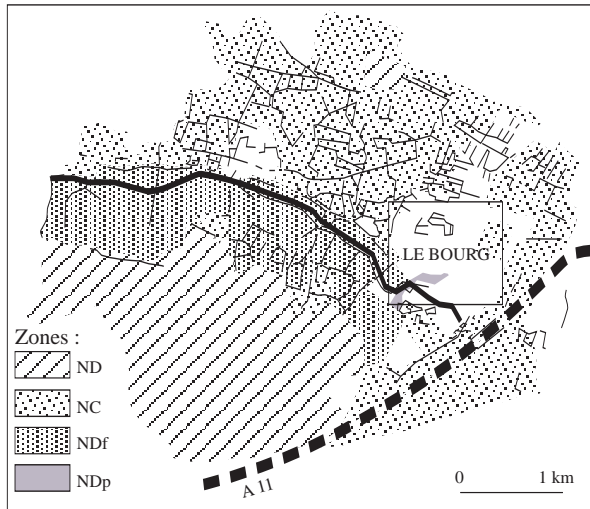 LE BOURG
Zones :
ND
NC
NDf
NDp
A 11
0 1 km